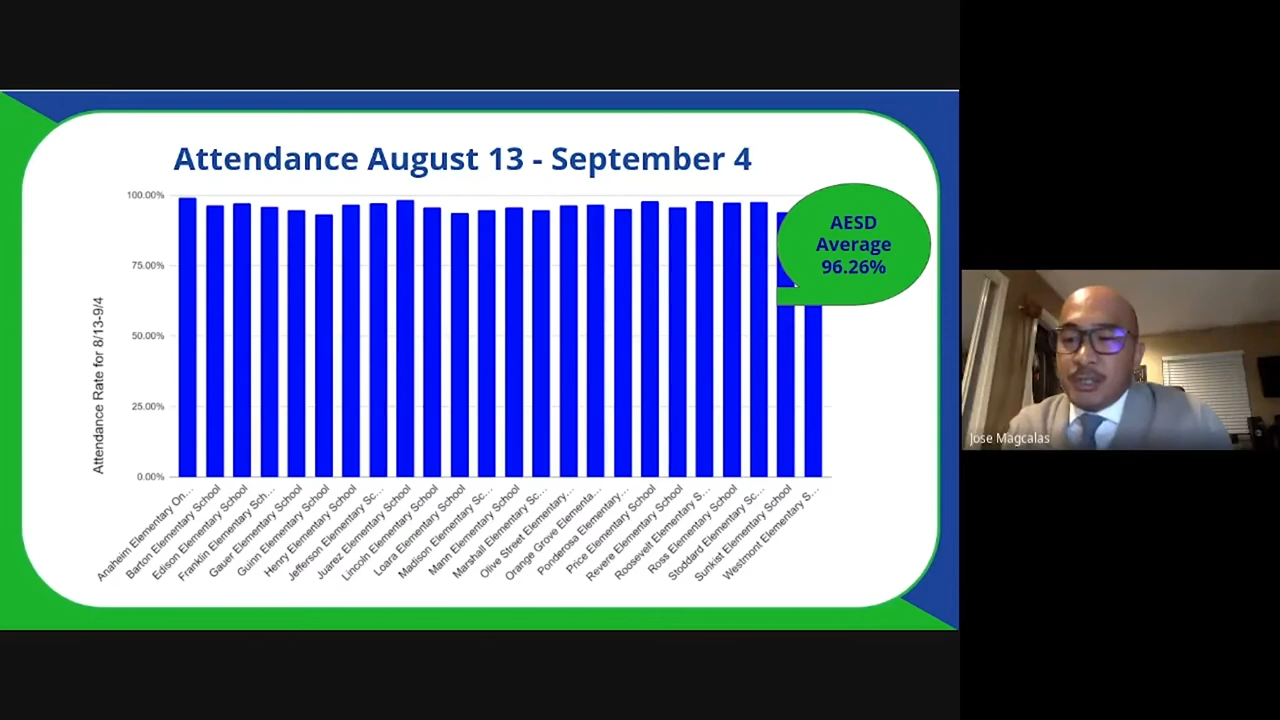 Attendance August 13 - September 4
100.00%
75.00%
50.00%
25.00%
0.00%
Attendance Rate for 8/13-9/4
AESD
Average
96.26%
Anaheim Elementary On...
Barton Elementary School
Edison Elementary School
Franklin Elementary Sch...
Gauer Elementary School
Guinn Elementary School
Henry Elementary School
Jefferson Elementary Sc...
Juarez Elementary School
Lincoln Elementary School
Loara Elementary School
Madison Elementary Sc...
Mann Elementary School
Marshall Elementary Sc...
Olive Street Elementary...
Orange Grove Elementa...
Ponderosa Elementary...
Price Elementary School
Revere Elementary School
Roosevelt Elementary S...
Ross Elementary School
Stoddard Elementary Sc...
Sunkist Elementary School
Westmont Elementary S...
Jose Magcalas